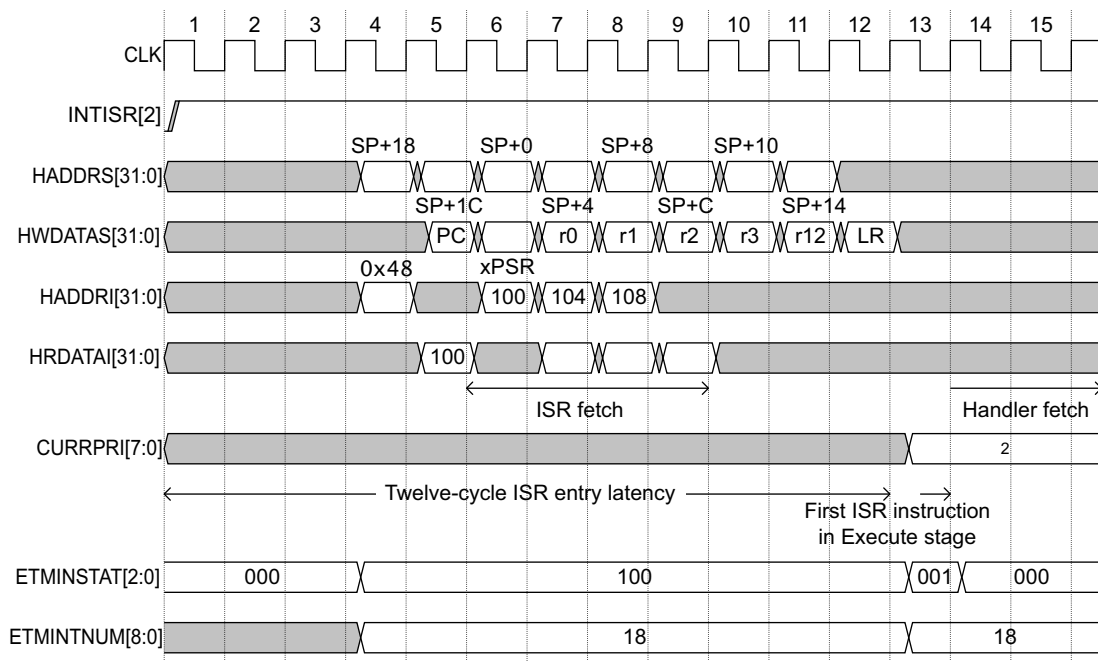 1 2 3 4 5 6 7 8 9 10 11 12 13 14 15
CLK
INTISR[2]
SP+18 SP+0 SP+8 SP+10
HADDRS[31:0]
SP+1C SP+4 SP+C SP+14
HWDATAS[31:0] PC r0 r1 r2 r3 r12 LR
0x48 xPSR
HADDRI[31:0] 100 104 108
HRDATAI[31:0] 100
ISR fetch Handler fetch
CURRPRI[7:0] 2
Twelve-cycle ISR entry latency
First ISR instruction
in Execute stage
ETMINSTAT[2:0] 000 100 001 000
ETMINTNUM[8:0] 18 18